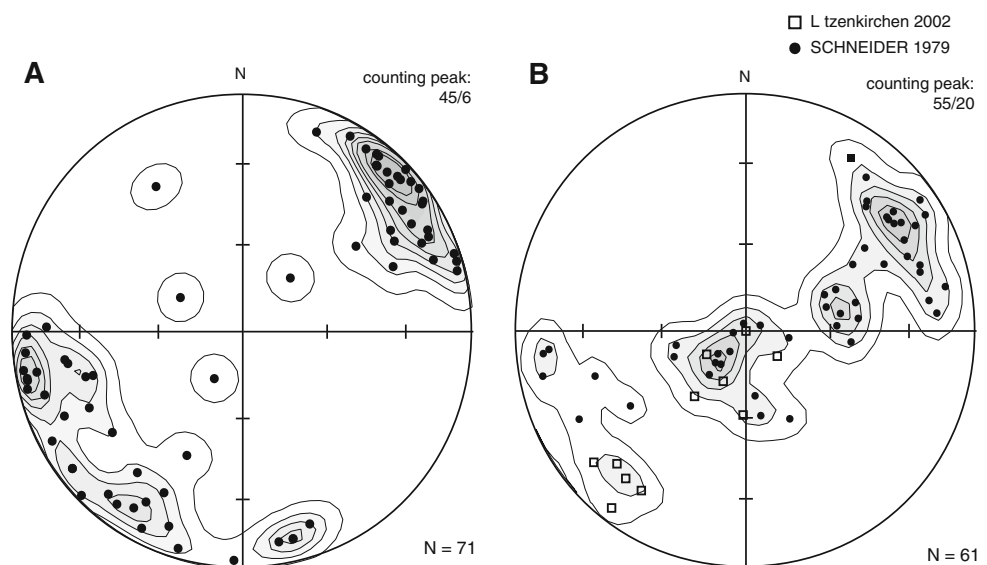 L tzenkirchen 2002
SCHNEIDER 1979
A
N
counting peak:
45/6
N = 71
B
N
counting peak:
55/20
N = 61